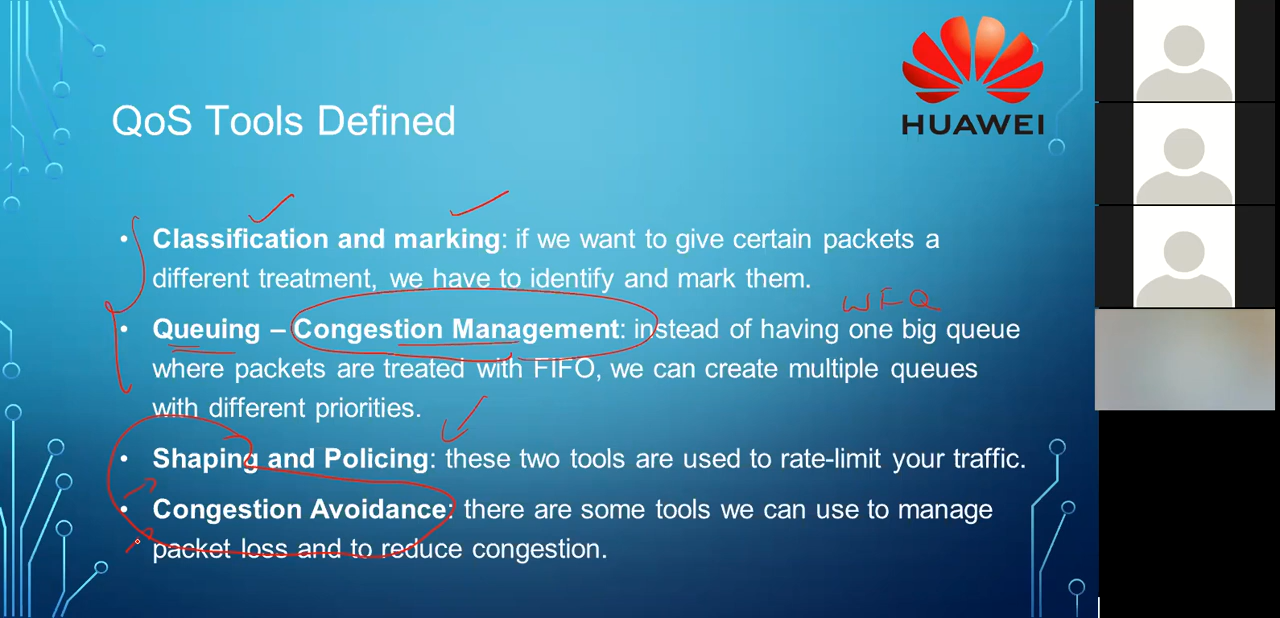 HUAWEI
QoS Tools Defined
• Classification and marking: if we want to give certain packets a
different treatment, we have to identify and mark them.
WFQ
• Queuing – Congestion Management: instead of having one big queue
where packets are treated with FIFO, we can create multiple queues
with different priorities.
• Shaping and Policing: these two tools are used to rate-limit your traffic.
• Congestion Avoidance: there are some tools we can use to manage
packet loss and to reduce congestion.